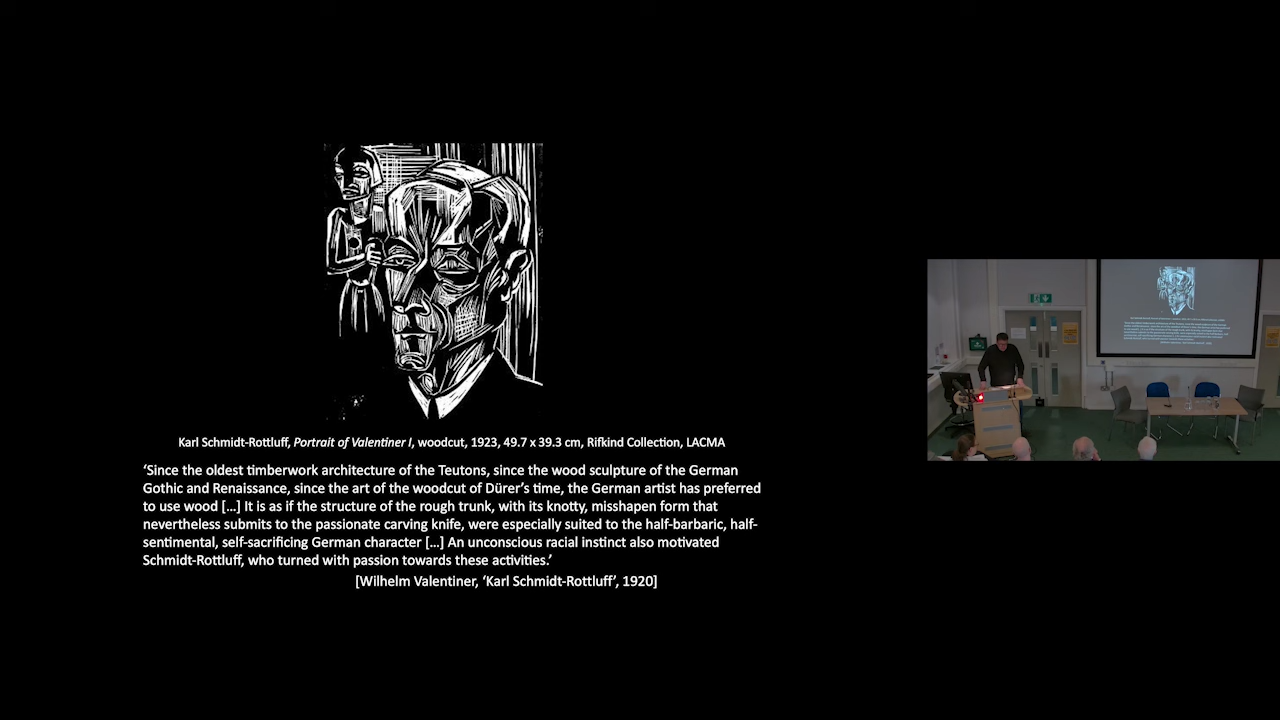 Karl Schmidt-Rottluff, Portrait of Valentiner I, woodcut, 1923, 49.7 x 39.3 cm, Rifkind Collection, LACMA
‘Since the oldest timberwork architecture of the Teutons, since the wood sculpture of the German
Gothic and Renaissance, since the art of the woodcut of Dürer’s time, the German artist has preferred
to use wood [...] It is as if the structure of the rough trunk, with its knotty, misshapen form that
nevertheless submits to the passionate carving knife, were especially suited to the half-barbaric, half-
sentimental, self-sacrificing German character [...] An unconscious racial instinct also motivated
Schmidt-Rottluff, who turned with passion towards these activities.’
[Wilhelm Valentiner, ‘Karl Schmidt-Rottluff’, 1920]